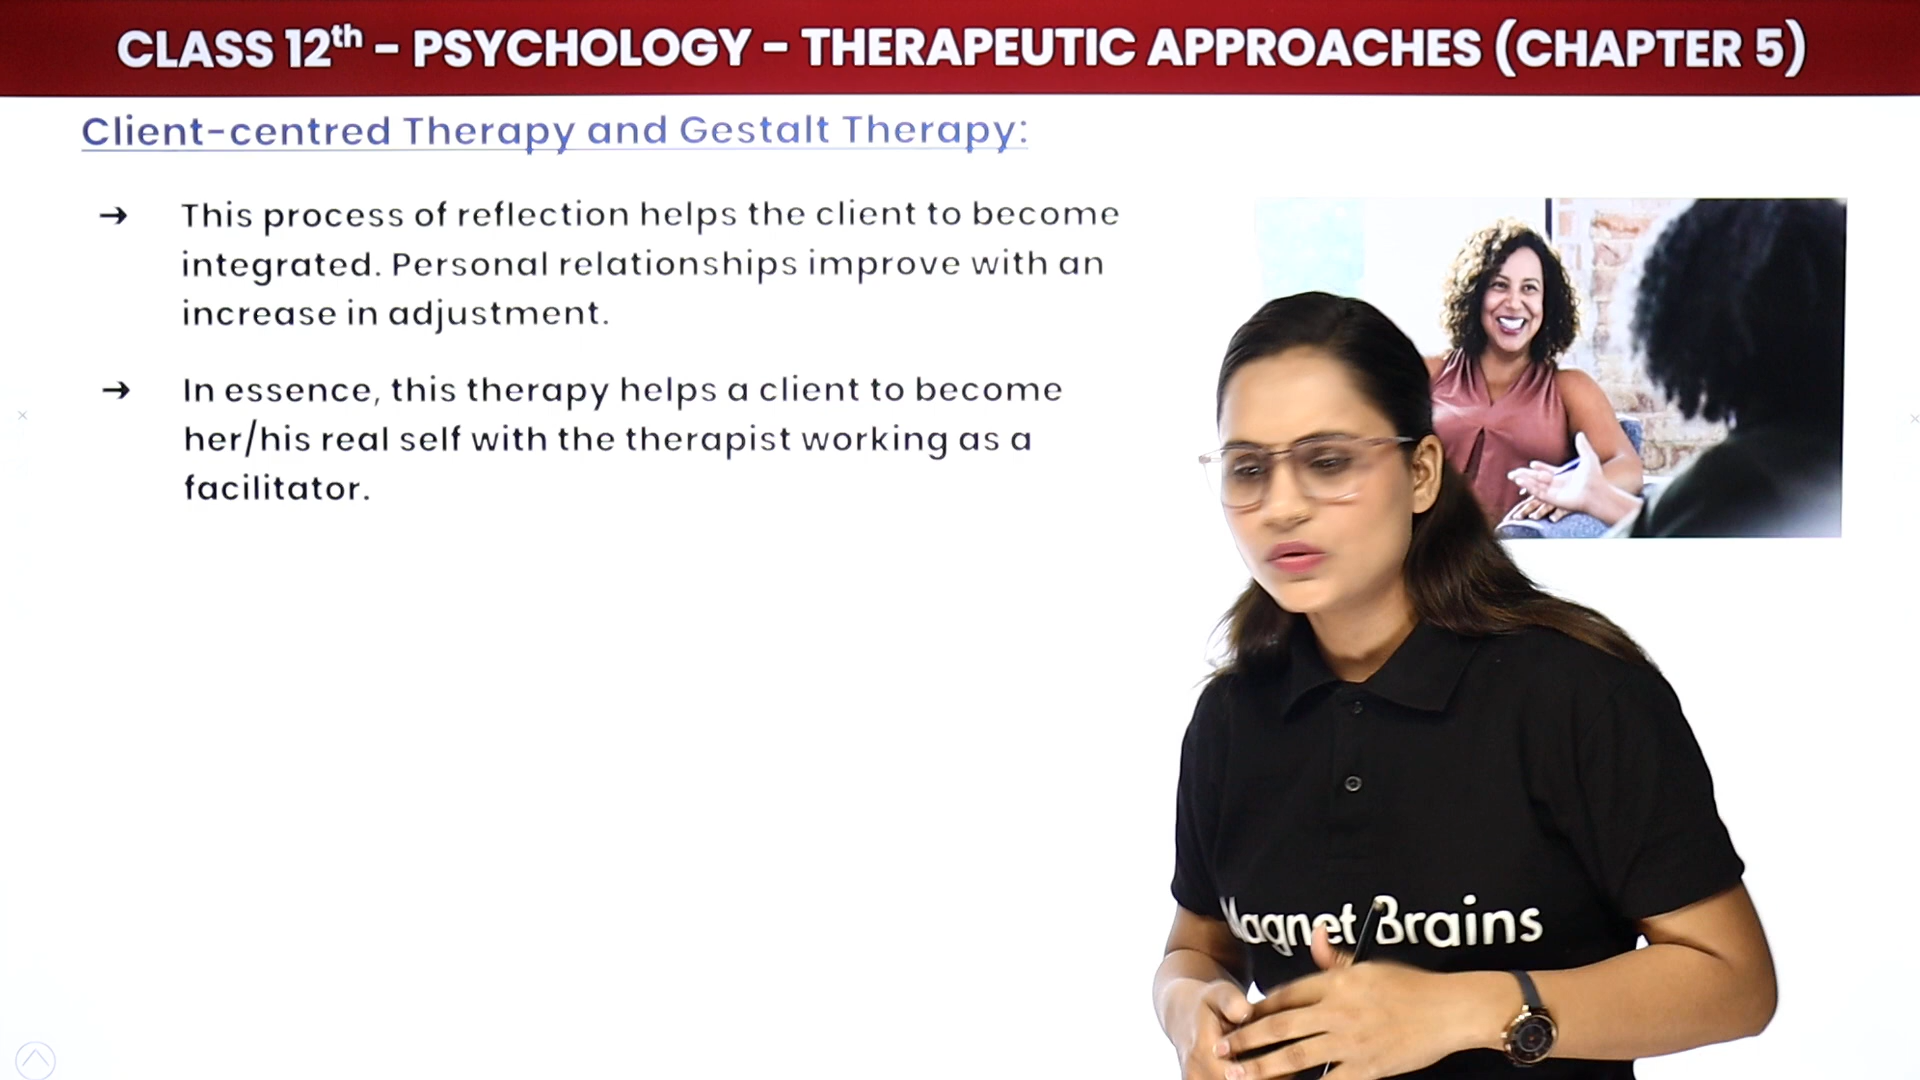 CLASS 12th – PSYCHOLOGY – THERAPEUTIC APPROACHES (CHAPTER 5)
Client-centred Therapy and Gestalt Therapy:
➔ This process of reflection helps the client to become
integrated. Personal relationships improve with an
increase in adjustment.
➔ In essence, this therapy helps a client to become
her/his real self with the therapist working as a
facilitator.
Magnet Brains